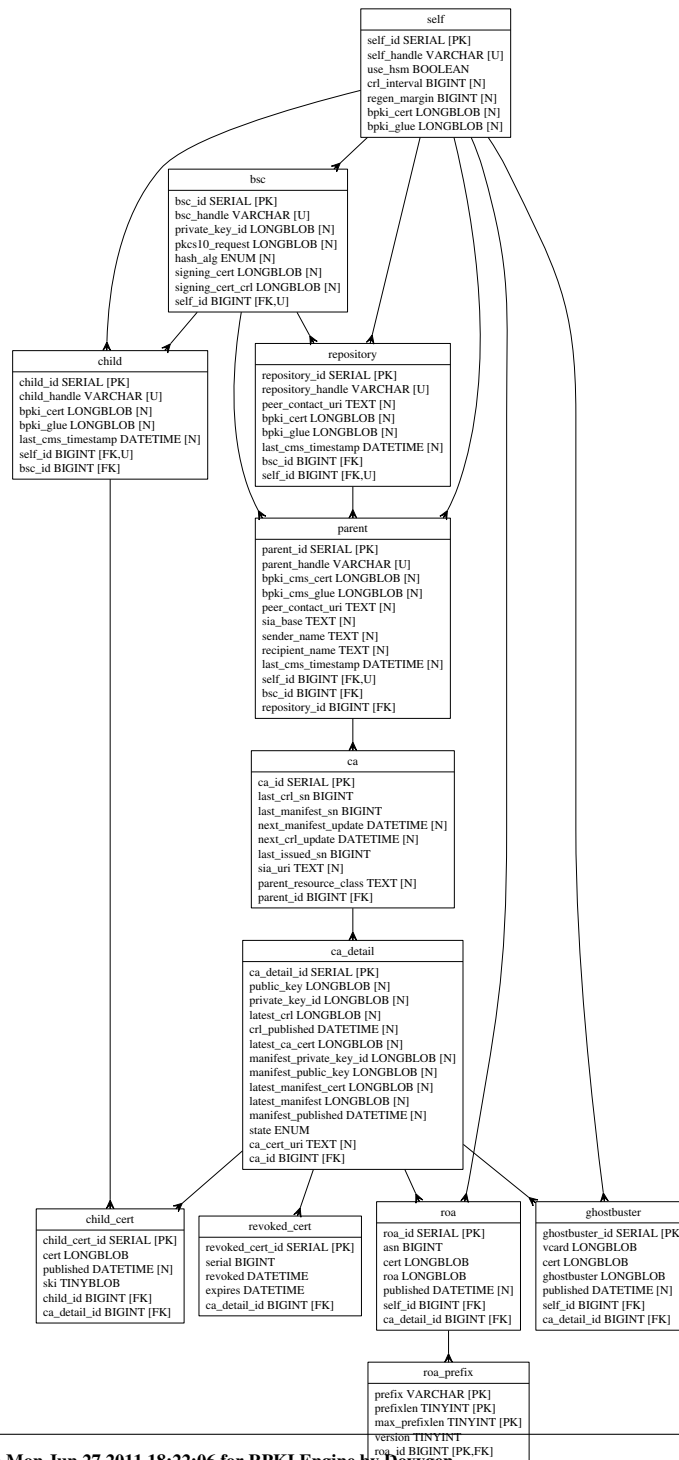 self
self_id SERIAL [PK]
self_handle VARCHAR [U]
use_hsm BOOLEAN
crl_interval BIGINT [N]
regen_margin BIGINT [N]
bpki_cert LONGBLOB [N]
bpki_glue LONGBLOB [N]
bsc
bsc_id SERIAL [PK]
bsc_handle VARCHAR [U]
private_key_id LONGBLOB [N]
pkcs10_request LONGBLOB [N]
hash_alg ENUM [N]
signing_cert LONGBLOB [N]
signing_cert_crl LONGBLOB [N]
self_id BIGINT [FK,U]
child
child_id SERIAL [PK]
child_handle VARCHAR [U]
bpki_cert LONGBLOB [N]
bpki_glue LONGBLOB [N]
last_cms_timestamp DATETIME [N]
self_id BIGINT [FK,U]
bsc_id BIGINT [FK]
repository
repository_id SERIAL [PK]
repository_handle VARCHAR [U]
peer_contact_uri TEXT [N]
bpki_cert LONGBLOB [N]
bpki_glue LONGBLOB [N]
last_cms_timestamp DATETIME [N]
bsc_id BIGINT [FK]
self_id BIGINT [FK,U]
parent
parent_id SERIAL [PK]
parent_handle VARCHAR [U]
bpki_cms_cert LONGBLOB [N]
bpki_cms_glue LONGBLOB [N]
peer_contact_uri TEXT [N]
sia_base TEXT [N]
sender_name TEXT [N]
recipient_name TEXT [N]
last_cms_timestamp DATETIME [N]
self_id BIGINT [FK,U]
bsc_id BIGINT [FK]
repository_id BIGINT [FK]
ca
ca_id SERIAL [PK]
last_crl_sn BIGINT
last_manifest_sn BIGINT
next_manifest_update DATETIME [N]
next_crl_update DATETIME [N]
last_issued_sn BIGINT
sia_uri TEXT [N]
parent_resource_class TEXT [N]
parent_id BIGINT [FK]
ca_detail
ca_detail_id SERIAL [PK]
public_key LONGBLOB [N]
private_key_id LONGBLOB [N]
latest_crl LONGBLOB [N]
crl_published DATETIME [N]
latest_ca_cert LONGBLOB [N]
manifest_private_key_id LONGBLOB [N]
manifest_public_key LONGBLOB [N]
latest_manifest_cert LONGBLOB [N]
latest_manifest LONGBLOB [N]
manifest_published DATETIME [N]
state ENUM
ca_cert_uri TEXT [N]
ca_id BIGINT [FK]
child_cert
child_cert_id SERIAL [PK]
cert LONGBLOB
published DATETIME [N]
ski TINYBLOB
child_id BIGINT [FK]
ca_detail_id BIGINT [FK]
revoked_cert
revoked_cert_id SERIAL [PK]
serial BIGINT
revoked DATETIME
expires DATETIME
ca_detail_id BIGINT [FK]
roa
roa_id SERIAL [PK]
asn BIGINT
cert LONGBLOB
roa LONGBLOB
published DATETIME [N]
self_id BIGINT [FK]
ca_detail_id BIGINT [FK]
ghostbuster
ghostbuster_id SERIAL [PK
vcard LONGBLOB
cert LONGBLOB
ghostbuster LONGBLOB
published DATETIME [N]
self_id BIGINT [FK]
ca_detail_id BIGINT [FK]
roa_prefix
prefix VARCHAR [PK]
prefixlen TINYINT [PK]
max_prefixlen TINYINT [PK]
version TINYINT
roa_id BIGINT [PK,FK]
Mon Jun 27 2011 18:22:06 for RPKI Engine by Doxygen